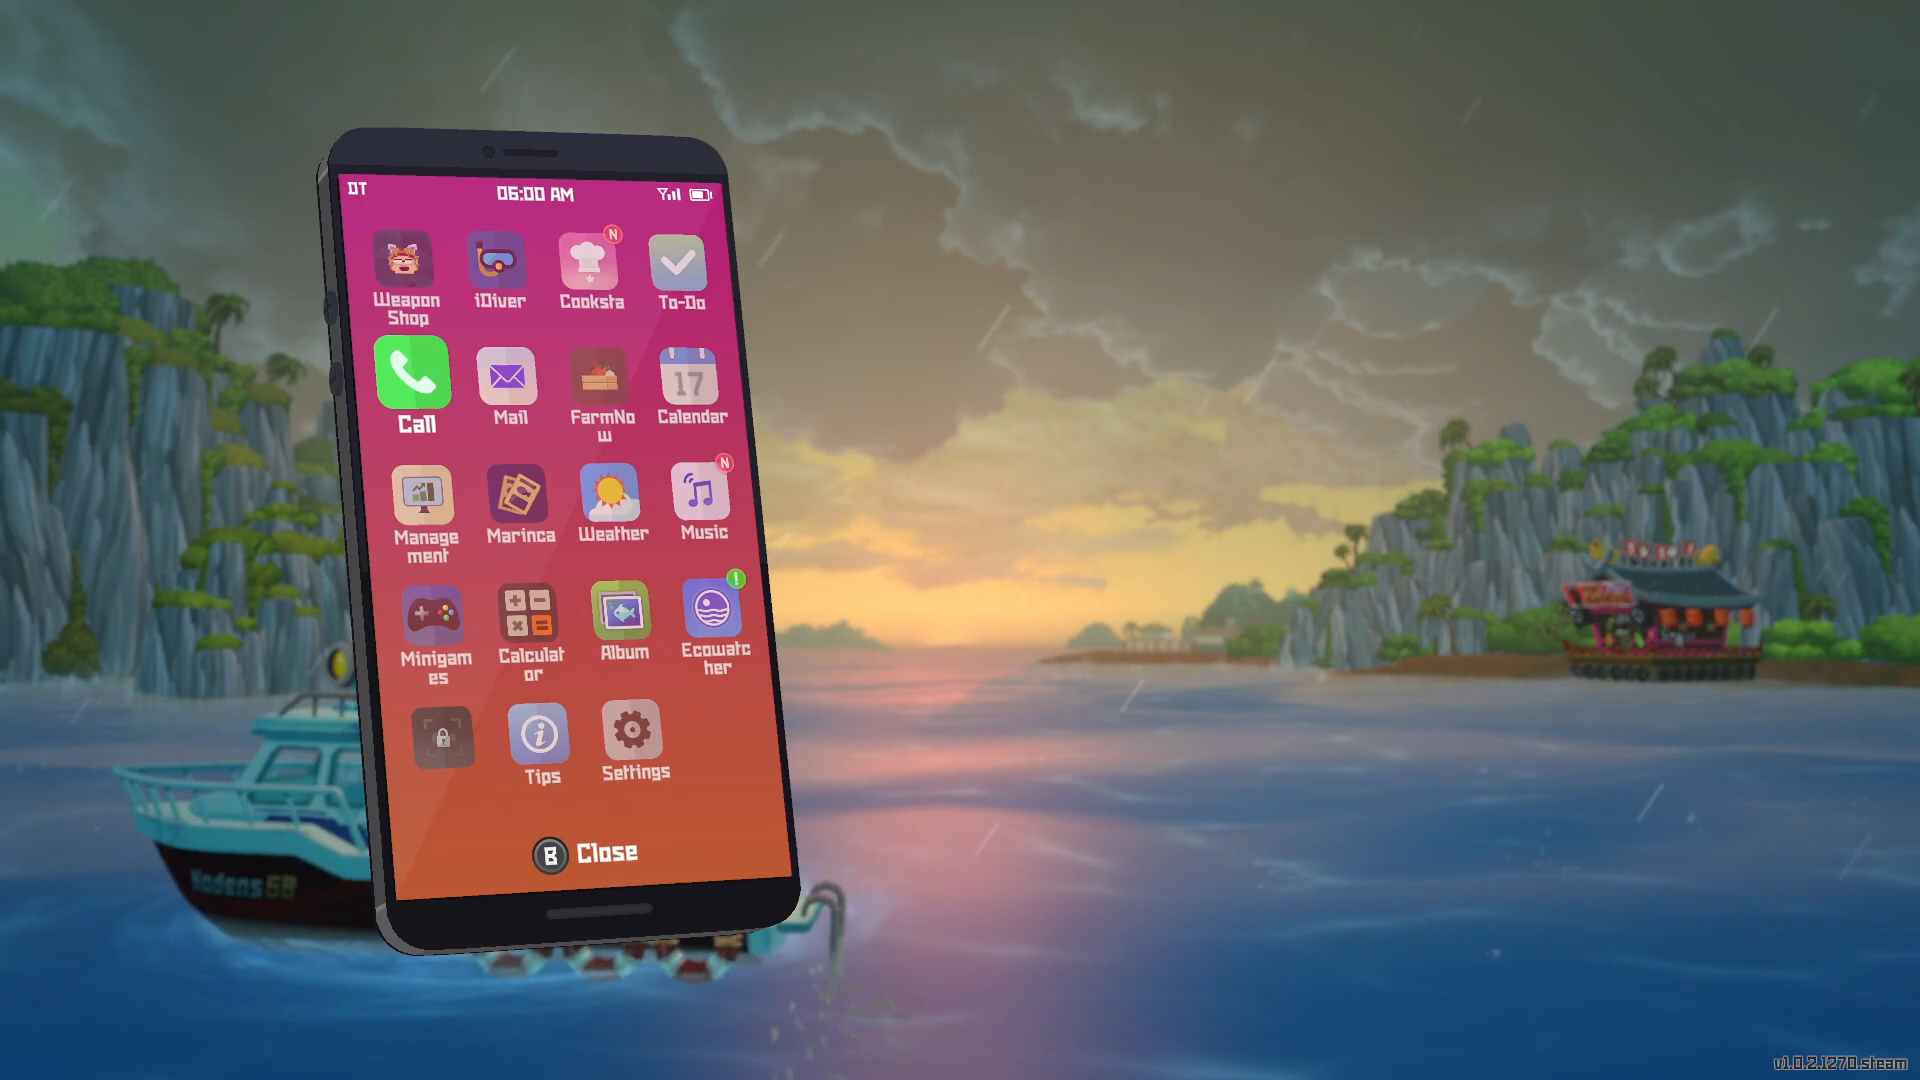 DT
06:00 AM
N
Weapon
Shop
iDiver
Cooksta
To-Do
17
Call
Mail
FarmNo
w
Calendar
N
Manage
ment
Marinca
Weather
Music
!
Minigam
es
Calculat
or
Album
Ecowatc
her
i
Tips
Settings
B Close
Nodens68
v1.0.2.1270.steam